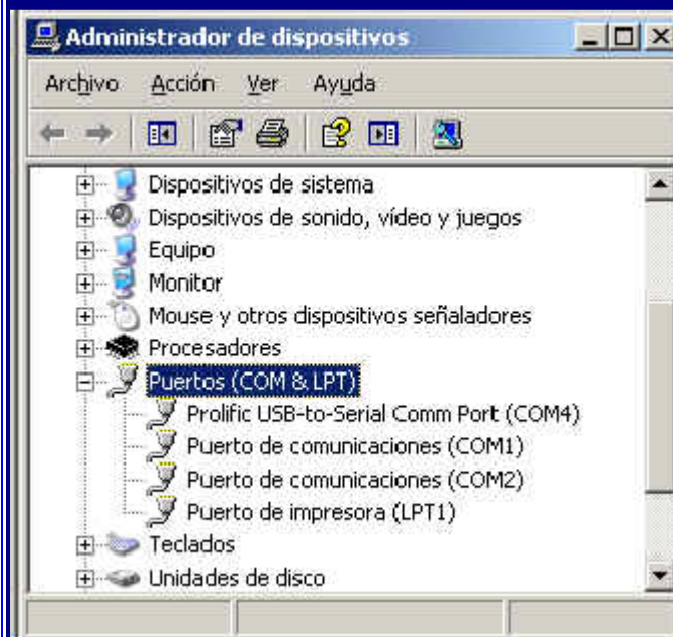 Administrador de dispositivos
Archivo Acción Ver Ayuda
Dispositivos de sistema
Dispositivos de sonido, vídeo y juegos
Equipo
Monitor
Mouse y otros dispositivos señaladores
Procesadores
Puertos (COM & LPT)
Prolific USB-to-Serial Comm Port (COM4)
Puerto de comunicaciones (COM1)
Puerto de comunicaciones (COM2)
Puerto de impresora (LPT1)
Teclados
Unidades de disco